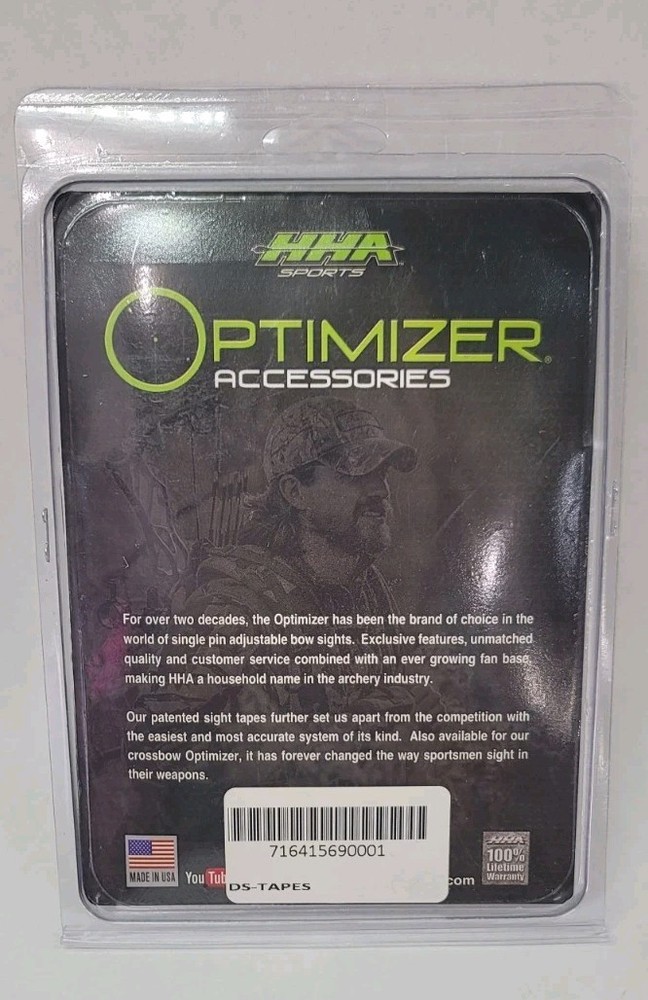 HHA
SPORTS
OPTIMIZER®
ACCESSORIES
For over two decades, the Optimizer has been the brand of choice in the
world of single pin adjustable bow sights. Exclusive features, unmatched
quality and customer service combined with an ever growing fan base,
making HHA a household name in the archery industry.
Our patented sight tapes further set us apart from the competition with
the easiest and most accurate system of its kind. Also available for our
crossbow Optimizer, it has forever changed the way sportsmen sight in
their weapons.
716415690001
DS-TAPES
MADE IN USA
You Tub
.com
HHA
100%
Lifetime
Warranty